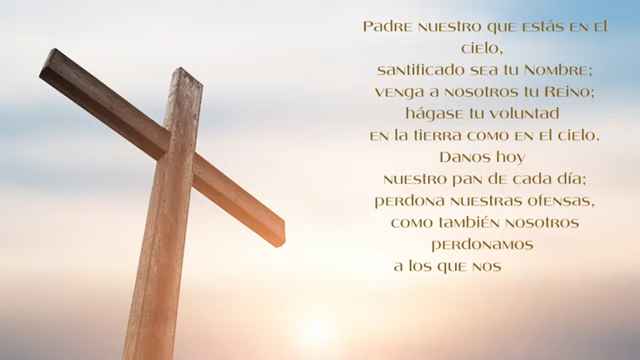 Padre nuestro que estás en el
cielo,
santificado sea tu Nombre;
venga a nosotros tu Reino;
hágase tu voluntad
en la tierra como en el cielo.
Danos hoy
nuestro pan de cada día;
perdona nuestras ofensas,
como también nosotros
perdonamos
a los que nos